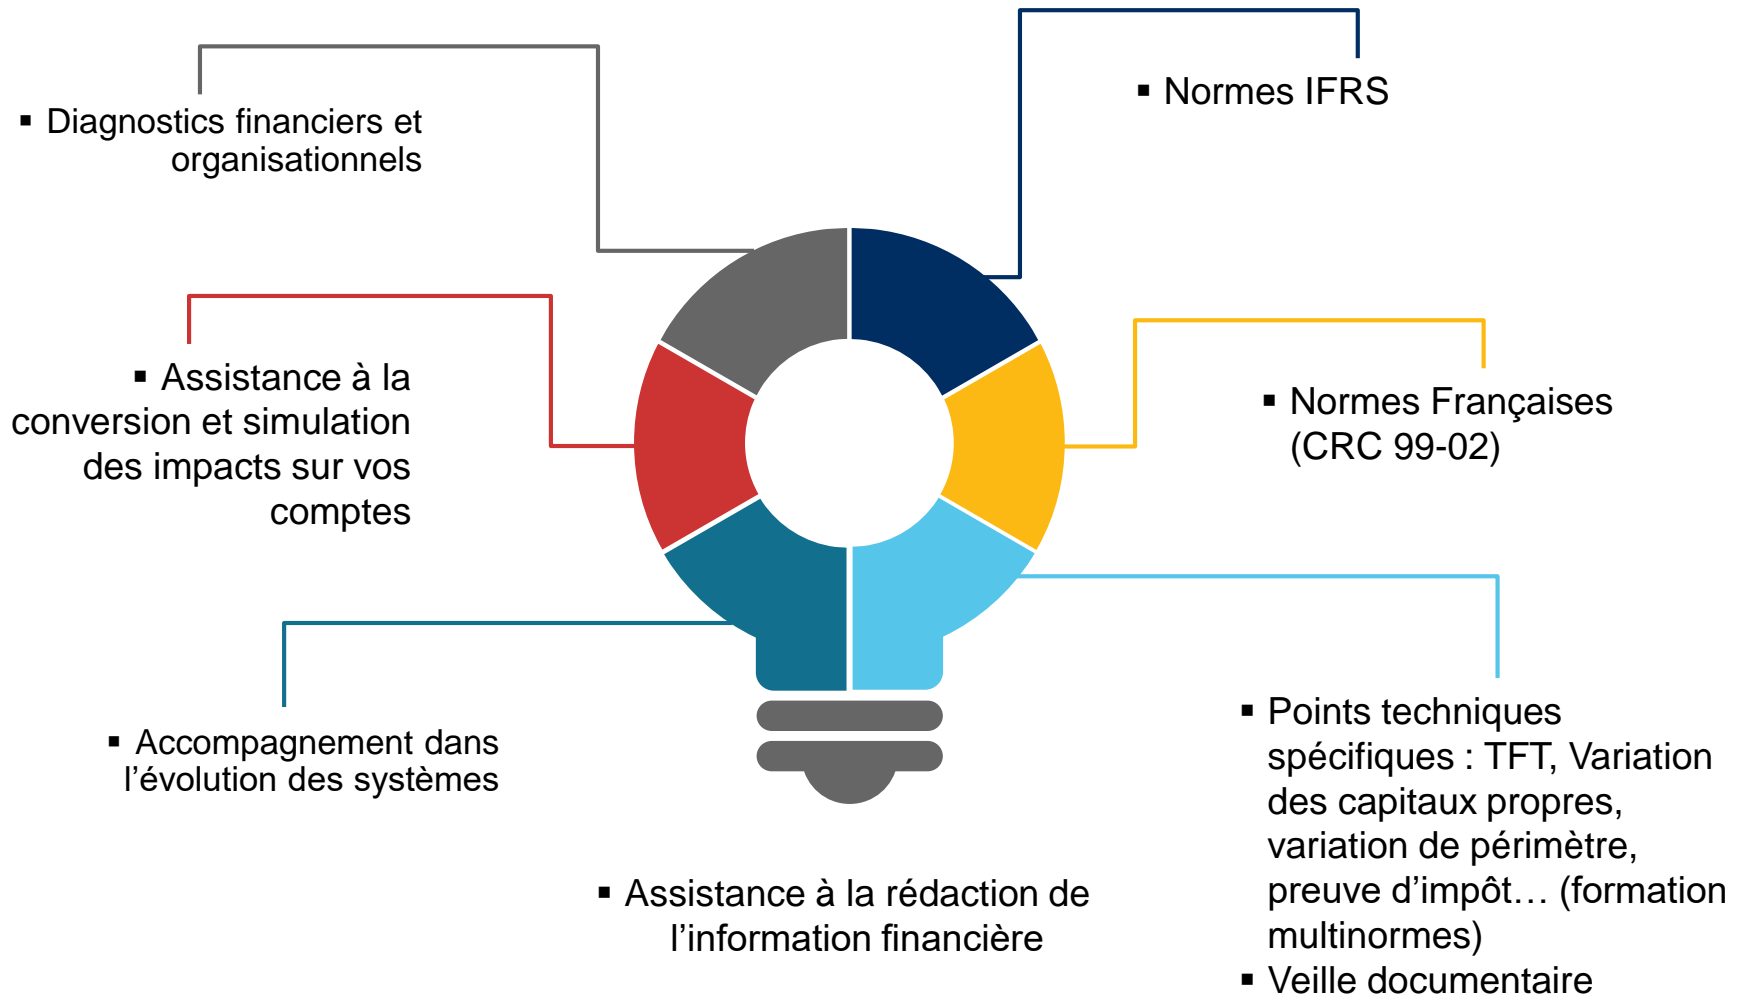 ▪ Diagnostics financiers et
organisationnels
▪ Assistance à la
conversion et simulation
des impacts sur vos
comptes
▪ Accompagnement dans
l’évolution des systèmes
▪ Assistance à la rédaction de
l’information financière
▪ Normes IFRS
▪ Normes Françaises
(CRC 99-02)
▪ Points techniques
spécifiques : TFT, Variation
des capitaux propres,
variation de périmètre,
preuve d’impôt… (formation
multinormes)
▪ Veille documentaire